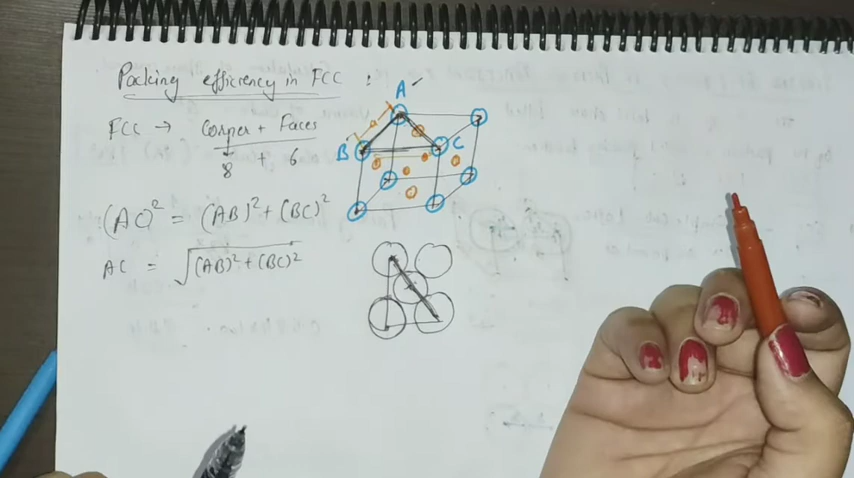 Packing efficiency in FCC :
FCC → Corner + Faces
8 + 6
A
a
B
C
(AC)² = (AB)² + (BC)²
AC = √(AB)² + (BC)²